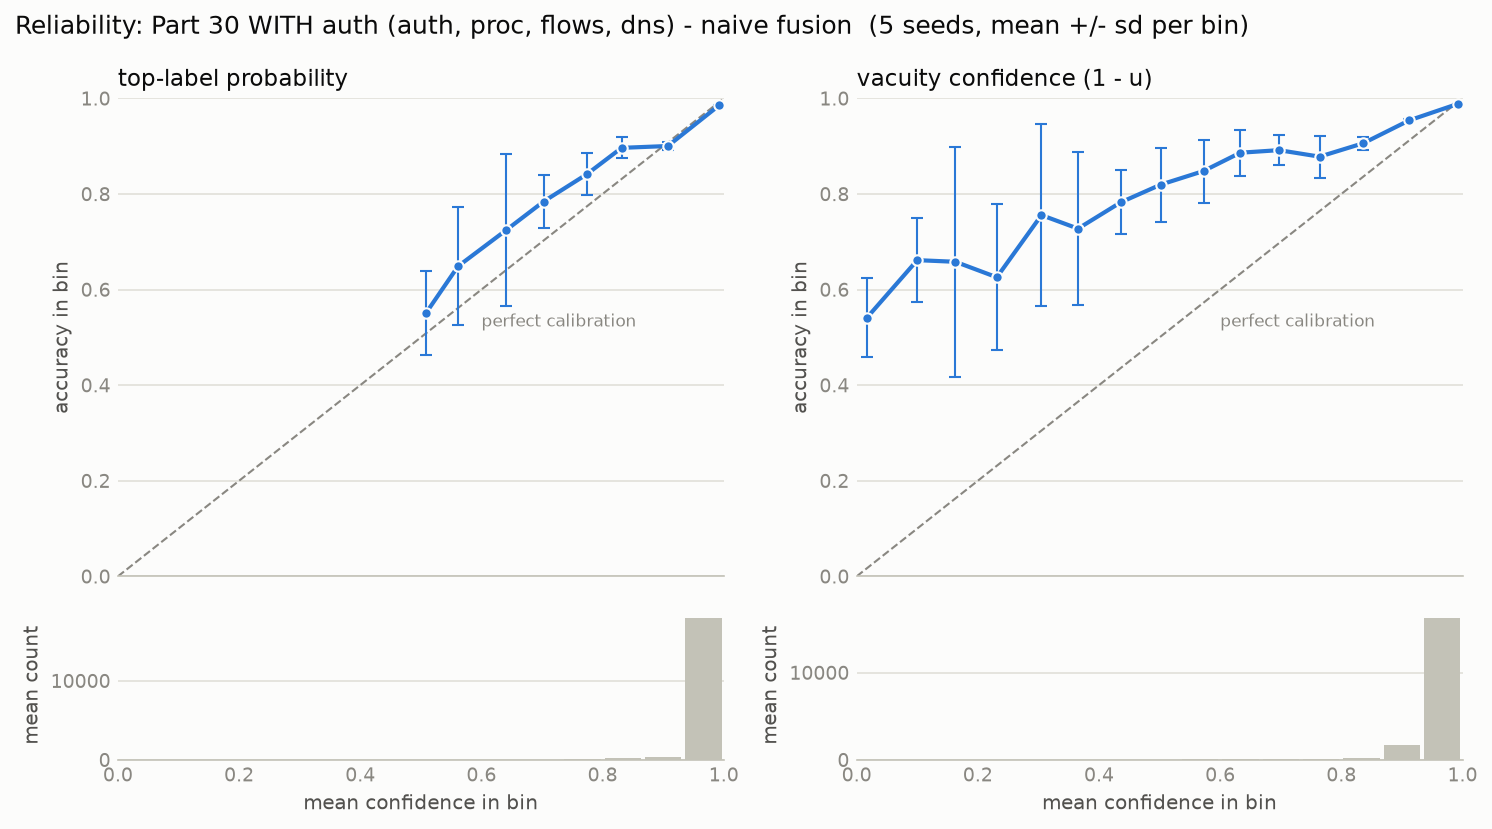 Reliability: Part 30 WITH auth (auth, proc, flows, dns) - naive fusion  (5 seeds, mean +/- sd per bin)
top-label probability
1.0
0.8
0.6
0.4
0.2
0.0
accuracy in bin
perfect calibration
mean count
10000
0
0.0 0.2 0.4 0.6 0.8 1.0
mean confidence in bin
vacuity confidence (1 - u)
1.0
0.8
0.6
0.4
0.2
0.0
accuracy in bin
perfect calibration
mean count
10000
0
0.0 0.2 0.4 0.6 0.8 1.0
mean confidence in bin